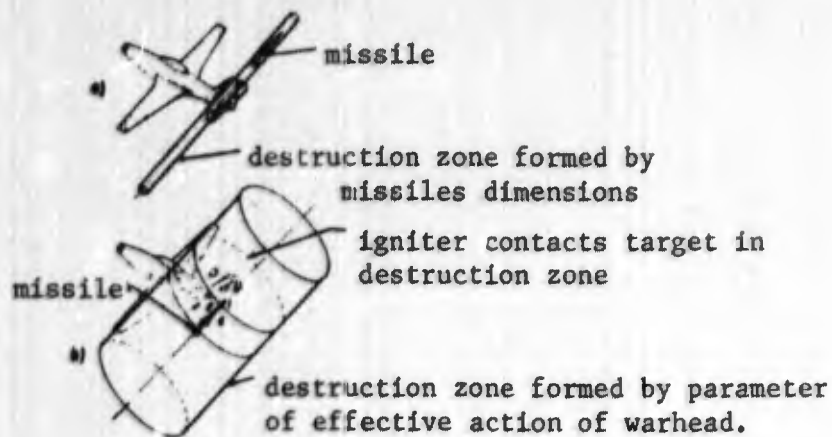 missile
a)
destruction zone formed by
missiles dimensions
igniter contacts target in
destruction zone
missile
b)
destruction zone formed by parameter
of effective action of warhead.